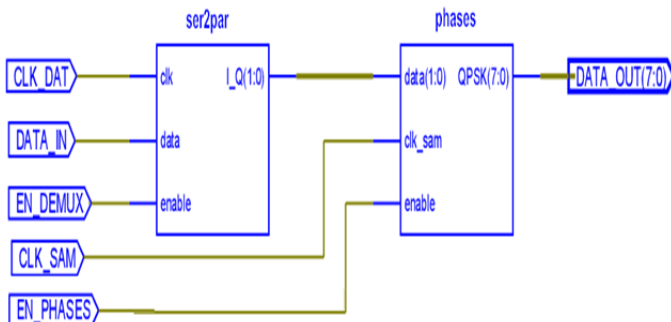 ser2par phases
CLK_DAT clk I_Q(1:0) data(1:0) QPSK(7:0) DATA_OUT(7:0)
DATA_IN data clk_sam
EN_DEMUX enable enable
CLK_SAM
EN_PHASES